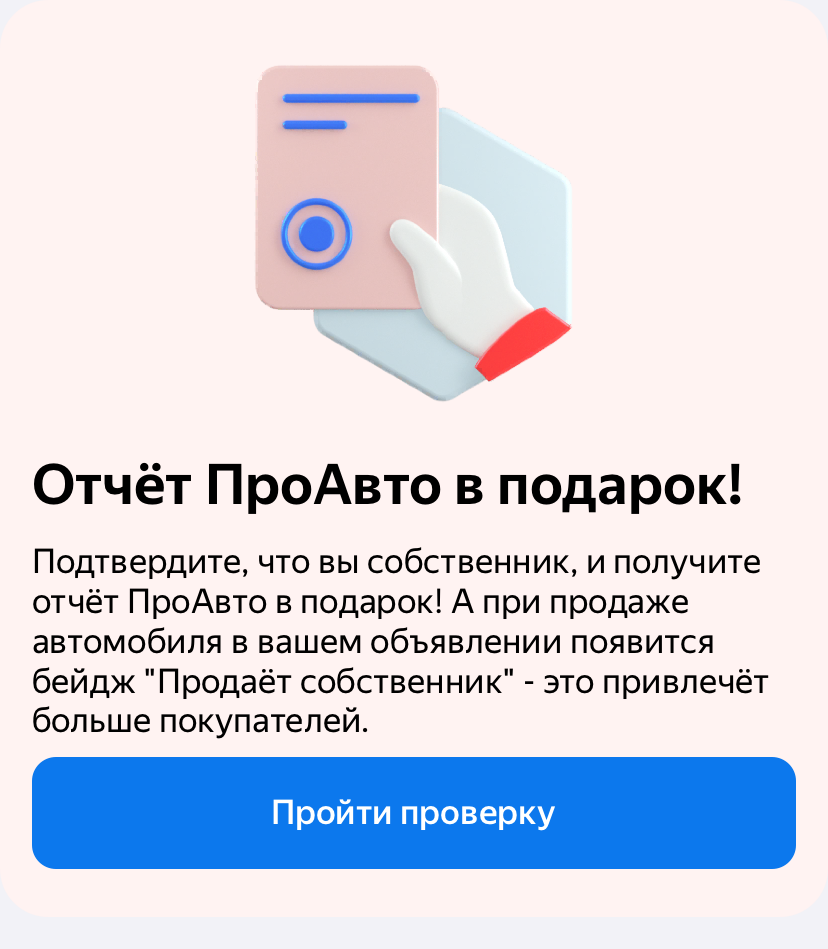 Отчёт ПроАвто в подарок!
Подтвердите, что вы собственник, и получите
отчёт ПроАвто в подарок! А при продаже
автомобиля в вашем объявлении появится
бейдж "Продаёт собственник" - это привлечёт
больше покупателей.
Пройти проверку